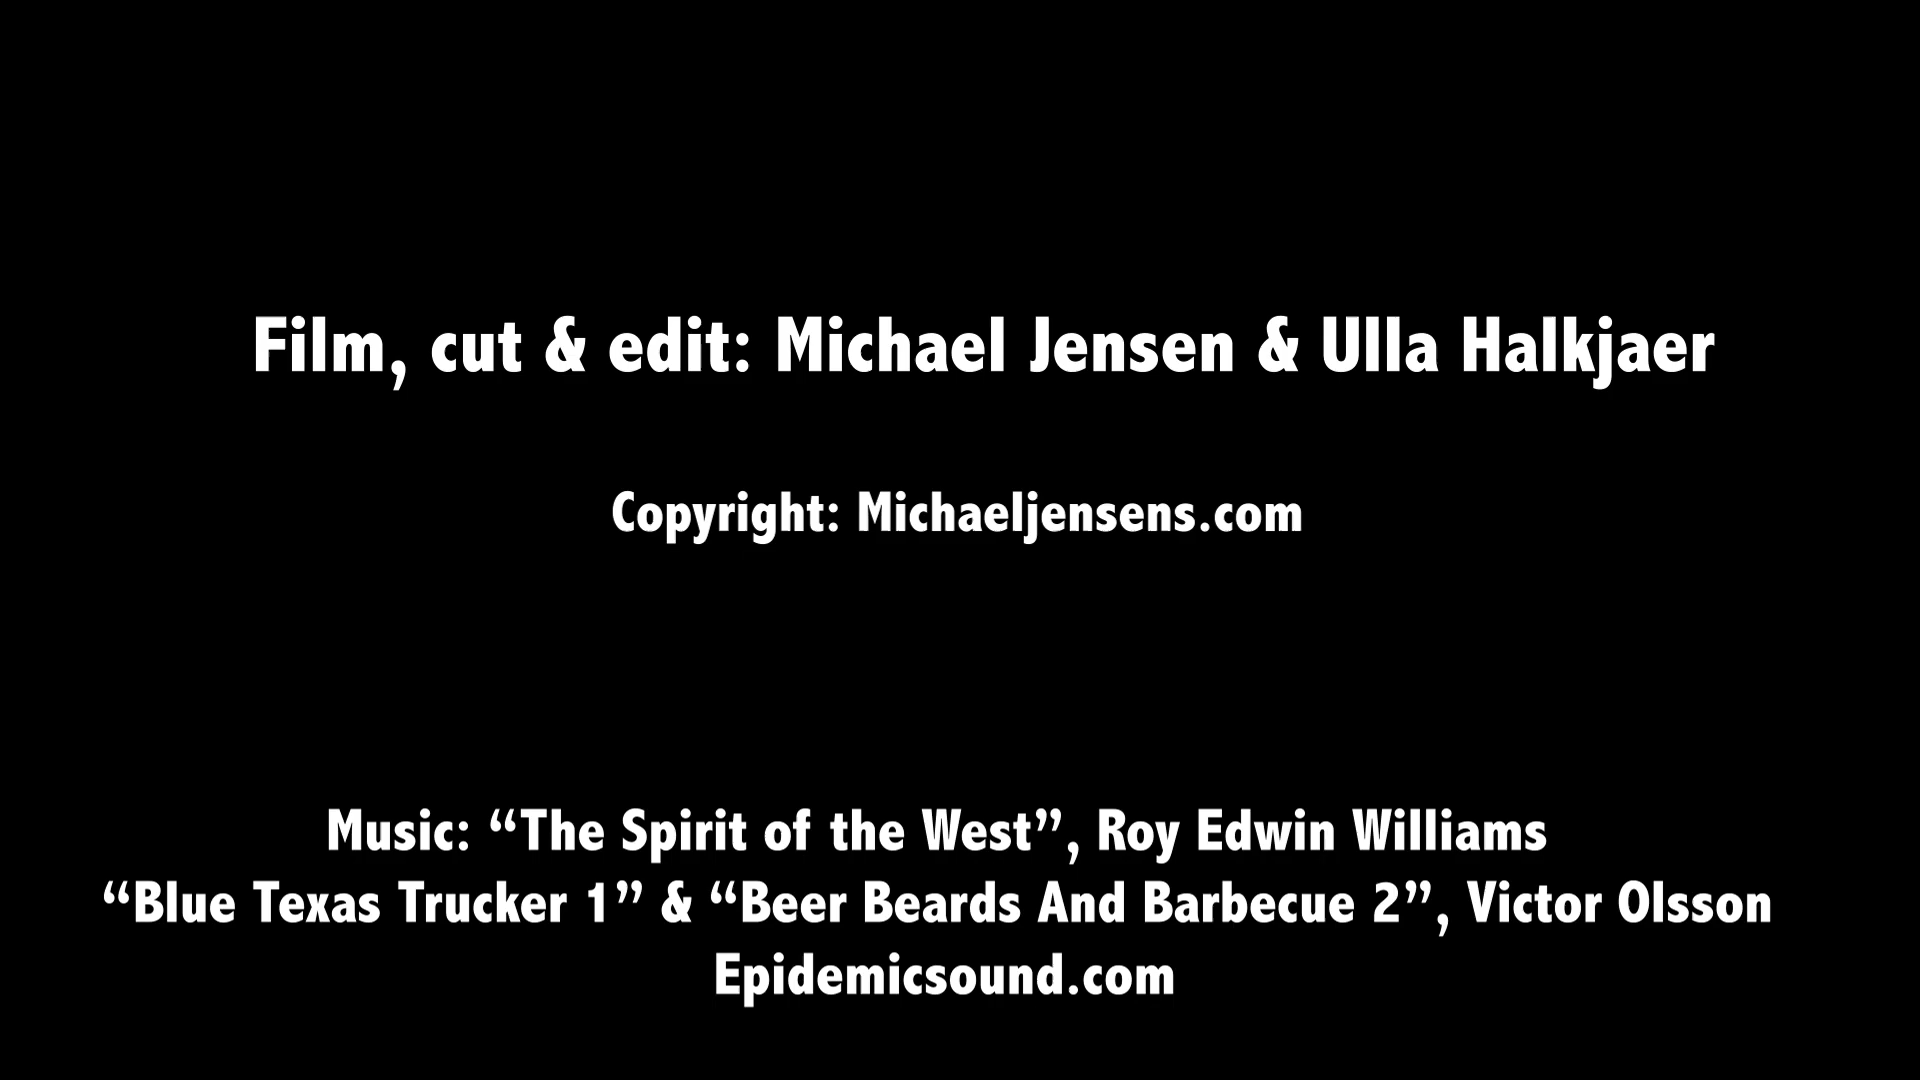 Film, cut & edit: Michael Jensen & Ulla Halkjaer
Copyright: Michaeljensens.com
Music: “The Spirit of the West”, Roy Edwin Williams
“Blue Texas Trucker 1” & “Beer Beards And Barbecue 2”, Victor Olsson
Epidemicsound.com